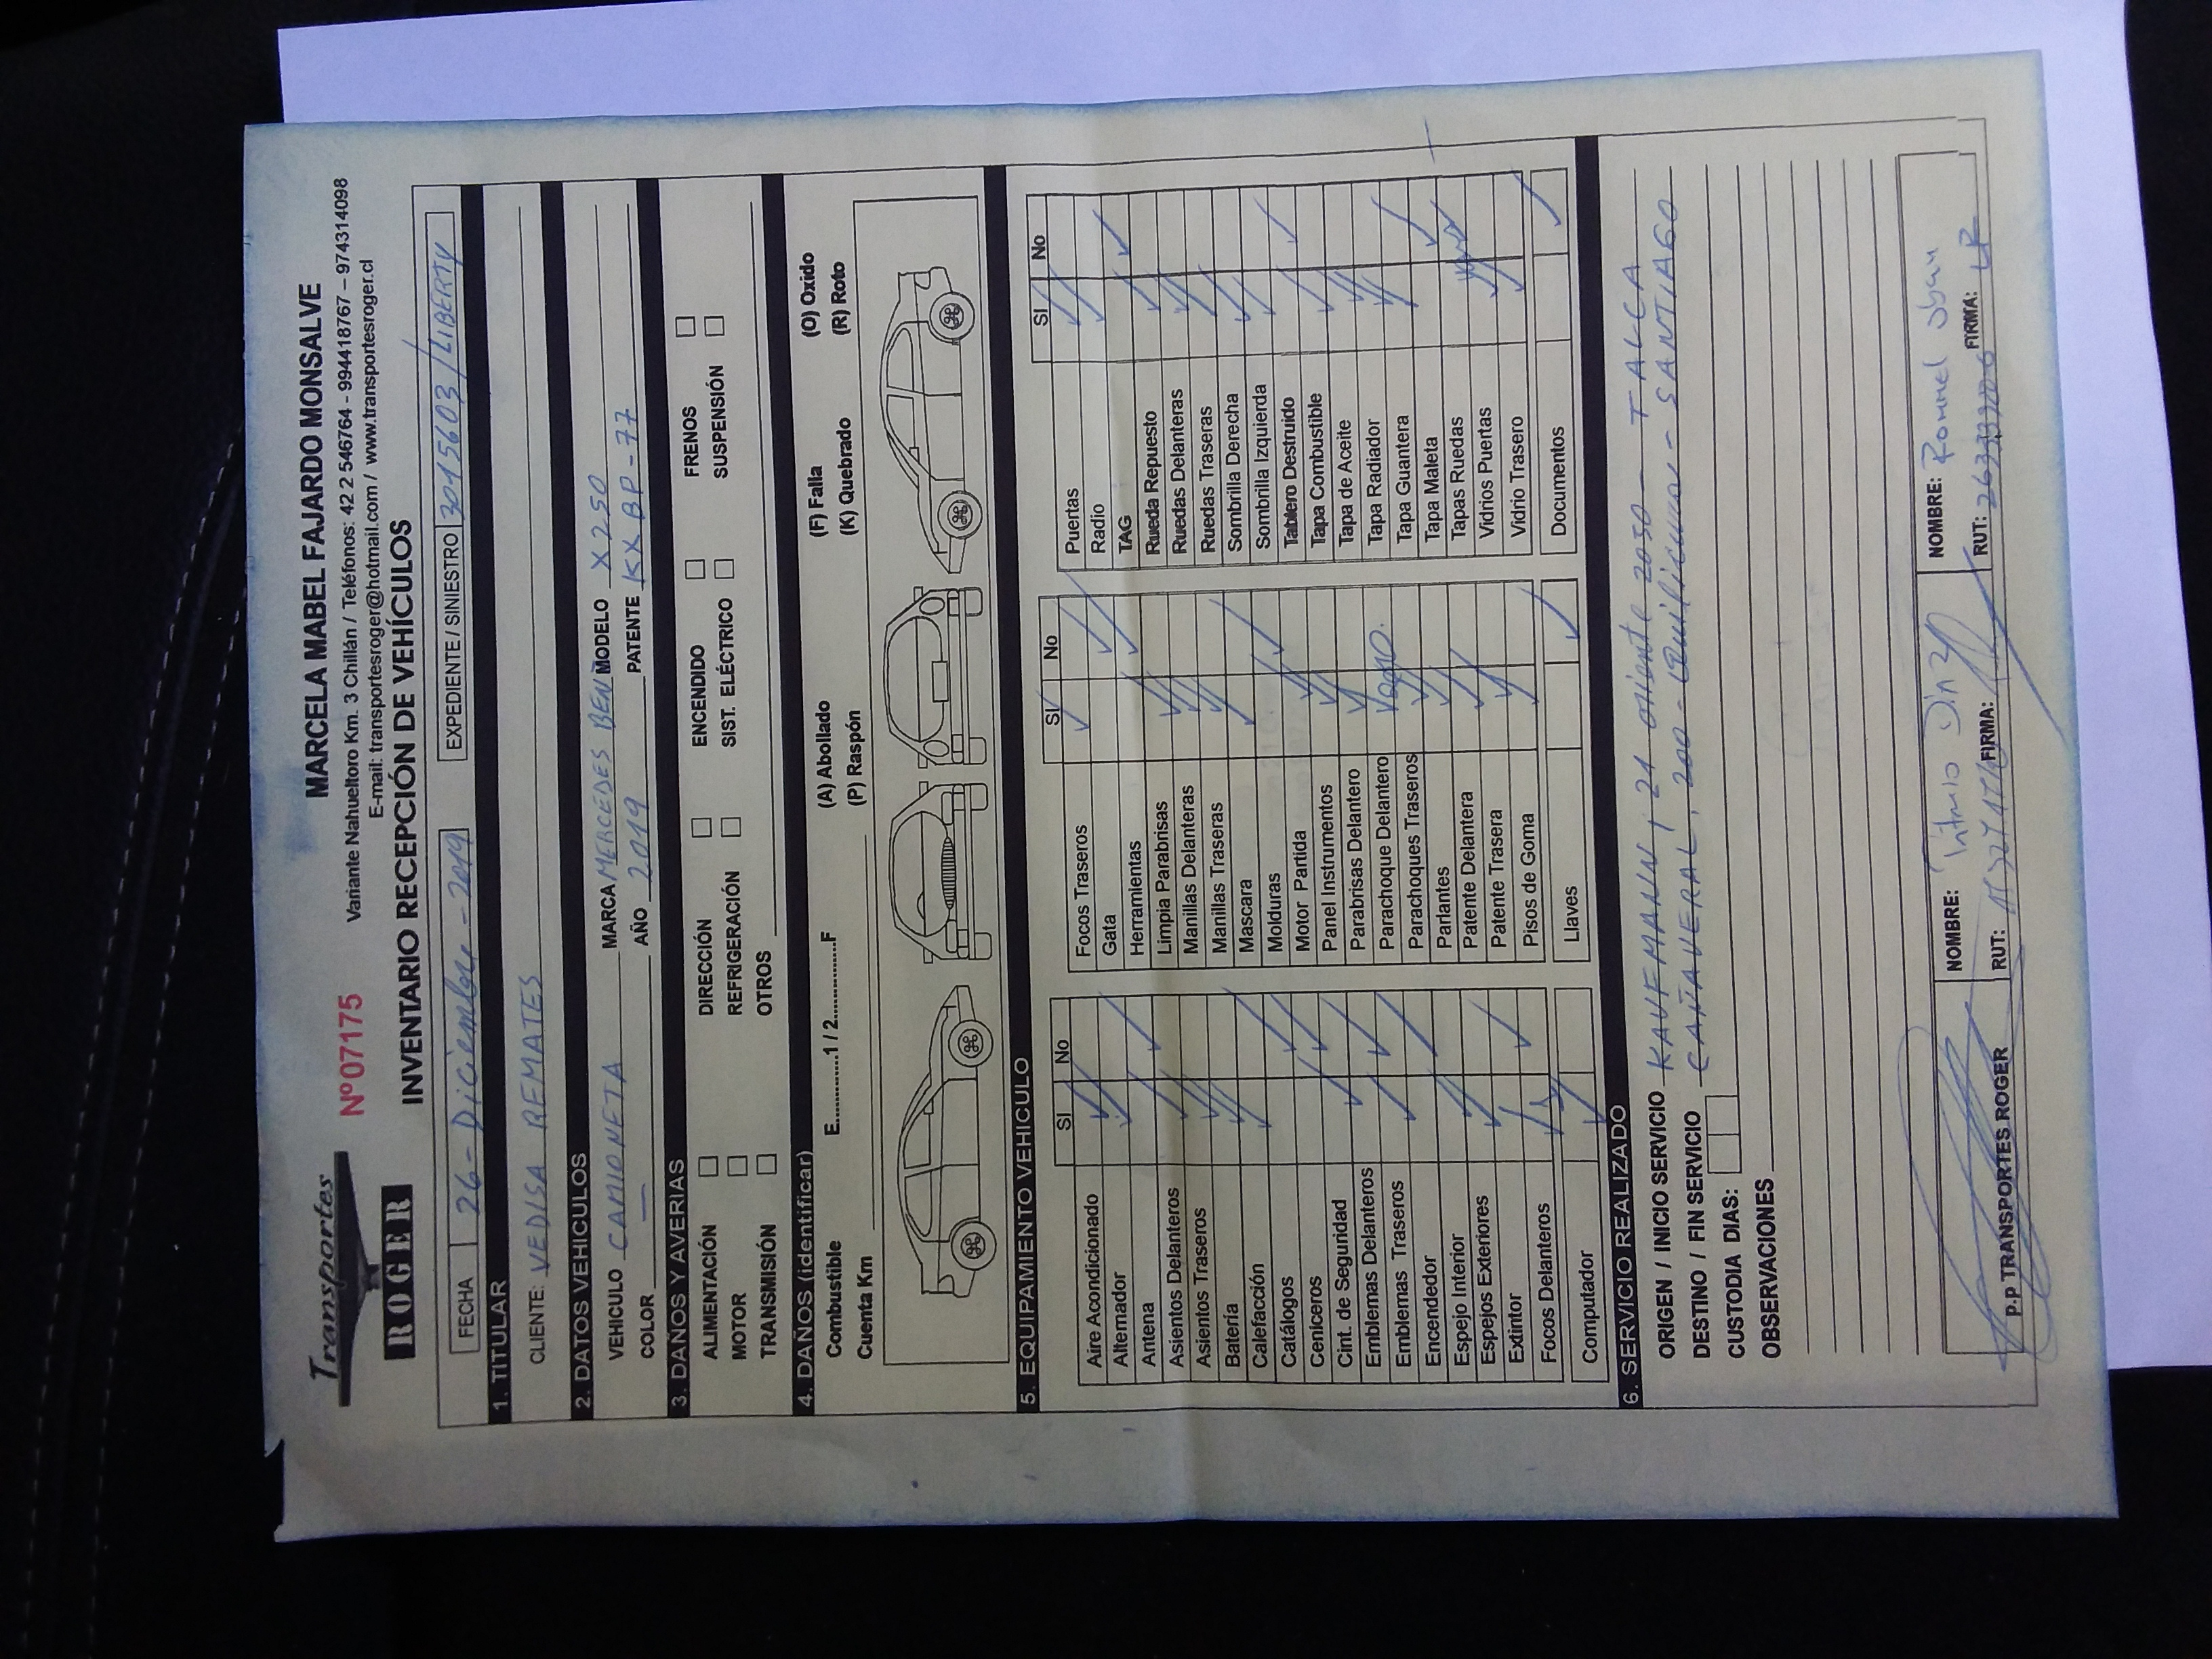 Transportes
ROGER
Nº 07175
MARCELA MABEL FAJARDO MONSALVE
Variante Nahueltoro Km. 3 Chillán / Teléfonos: 42 2 546764 - 994418767 – 974314098
E-mail: transportesroger@hotmail.com / www.transportesroger.cl
INVENTARIO RECEPCIÓN DE VEHÍCULOS
FECHA 26-Diciembre-2019 EXPEDIENTE / SINIESTRO 3015603/LIBERTY
1. TITULAR
CLIENTE: VEDISA REMATES
2. DATOS VEHICULOS
VEHICULO CAMIONETA MARCA MERCEDES BEN MODELO X250
COLOR — AÑO 2019 PATENTE KX BP-77
3. DAÑOS Y AVERIAS
ALIMENTACIÓN DIRECCIÓN ENCENDIDO FRENOS
MOTOR REFRIGERACIÓN SIST. ELÉCTRICO SUSPENSIÓN
TRANSMISIÓN OTROS
4. DAÑOS (identificar)
Combustible E............1 / 2............F (A) Abollado (F) Falla (O) Oxido
Cuenta Km (P) Raspón (K) Quebrado (R) Roto
5. EQUIPAMIENTO VEHICULO
SI No
Aire Acondicionado
Alternador
Antena
Asientos Delanteros
Asientos Traseros
Batería
Calefacción
Catálogos
Ceniceros
Cint. de Seguridad
Emblemas Delanteros
Emblemas Traseros
Encendedor
Espejo Interior
Espejos Exteriores
Extintor
Focos Delanteros
Computador
SI No
Focos Traseros
Gata
Herramientas
Limpia Parabrisas
Manillas Delanteras
Manillas Traseras
Mascara
Molduras
Motor Partida
Panel Instrumentos
Parabrisas Delantero
Parachoque Delantero
Parachoques Traseros
Parlantes
Patente Delantera
Patente Trasera
Pisos de Goma
Llaves
SI No
Puertas
Radio
TAG
Rueda Repuesto
Ruedas Delanteras
Ruedas Traseras
Sombrilla Derecha
Sombrilla Izquierda
Tablero Destruido
Tapa Combustible
Tapa de Aceite
Tapa Radiador
Tapa Guantera
Tapa Maleta
Tapas Ruedas
Vidrios Puertas
Vidrio Trasero
Documentos
6. SERVICIO REALIZADO
ORIGEN / INICIO SERVICIO KAUFMANN, 21 oriente 2050 - TALCA
DESTINO / FIN SERVICIO CAÑAVERAL, 200 - Quilicura - SANTIAGO
CUSTODIA DIAS:
OBSERVACIONES
P.p TRANSPORTES ROGER
NOMBRE:
RUT: FIRMA:
NOMBRE: Rommel
RUT: FIRMA: